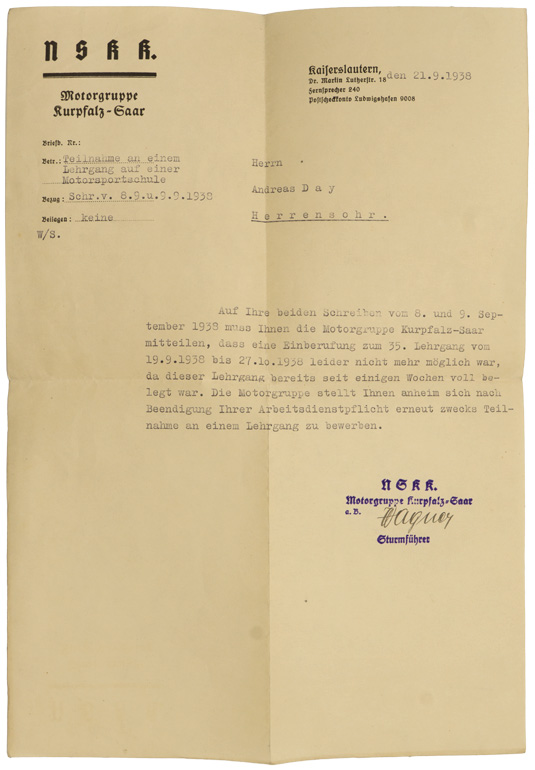 N S K K.
Motorgruppe
Kurpfalz-Saar
Kaiserslautern, den 21.9.1938
Dr. Martin Lutherstr. 18
Fernsprecher 240
Postscheckkonto Ludwigshafen 9008
Briefb. Nr.:
Betr.: Teilnahme an einem
Lehrgang auf einer
Motorsportschule
Bezug: Schr.v. 8.9.u.9.9.1938
Beilagen: keine
W/S.
Herrn
Andreas D a y
H e r r e n s o h r .
Auf Ihre beiden Schreiben vom 8. und 9. Sep-
tember 1938 muss Ihnen die Motorgruppe Kurpfalz-Saar
mitteilen, dass eine Einberufung zum 35. Lehrgang vom
19.9.1938 bis 27.10.1938 leider nicht mehr möglich war,
da dieser Lehrgang bereits seit einigen Wochen voll be-
legt war. Die Motorgruppe stellt Ihnen anheim sich nach
Beendigung Ihrer Arbeitsdienstpflicht erneut zwecks Teil-
nahme an einem Lehrgang zu bewerben.
N S K K.
Motorgruppe Kurpfalz-Saar
a. B.
Wagner
Sturmführer